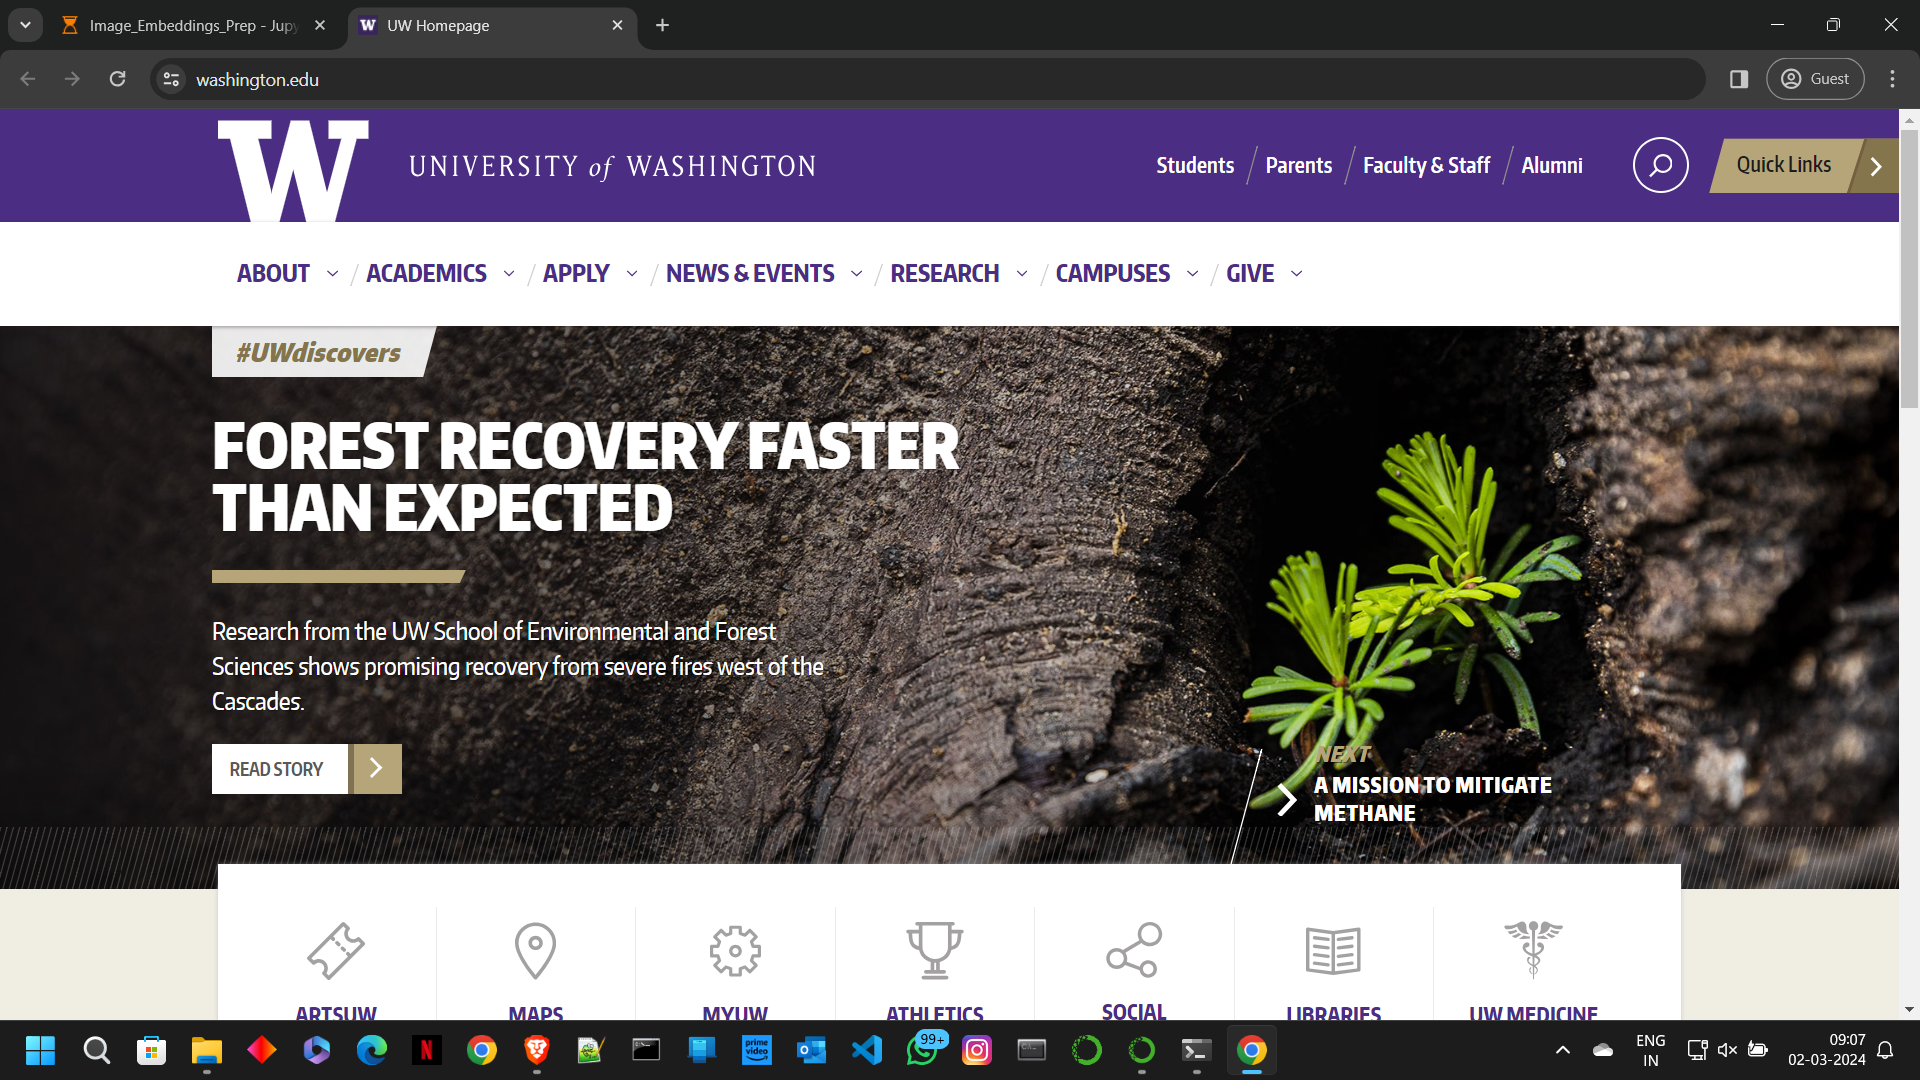 Image_Embeddings_Prep - Jup
UW Homepage
washington.edu
Guest
W
UNIVERSITY of WASHINGTON
Students
Parents
Faculty & Staff
Alumni
Quick Links
ABOUT
ACADEMICS
APPLY
NEWS & EVENTS
RESEARCH
CAMPUSES
GIVE
#UWdiscovers
FOREST RECOVERY FASTER
THAN EXPECTED
Research from the UW School of Environmental and Forest
Sciences shows promising recovery from severe fires west of the
Cascades.
READ STORY
NEXT
A MISSION TO MITIGATE
METHANE
ARTSUW
MAPS
MYUW
ATHLETICS
SOCIAL
LIBRARIES
UW MEDICINE
N
prime
video
99+
ENG
IN
09:07
02-03-2024